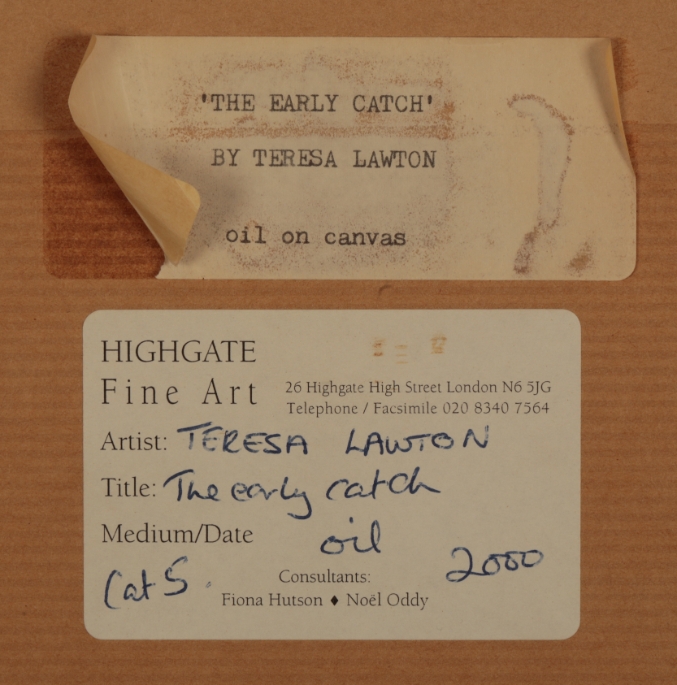 'THE EARLY CATCH'
BY TERESA LAWTON
oil on canvas
HIGHGATE
Fine Art
26 Highgate High Street London N6 5JG
Telephone / Facsimile 020 8340 7564
Artist: TERESA LAWTON
Title: The early catch
Medium/Date oil 2000
Cat 5.
Consultants:
Fiona Hutson ♦ Noël Oddy